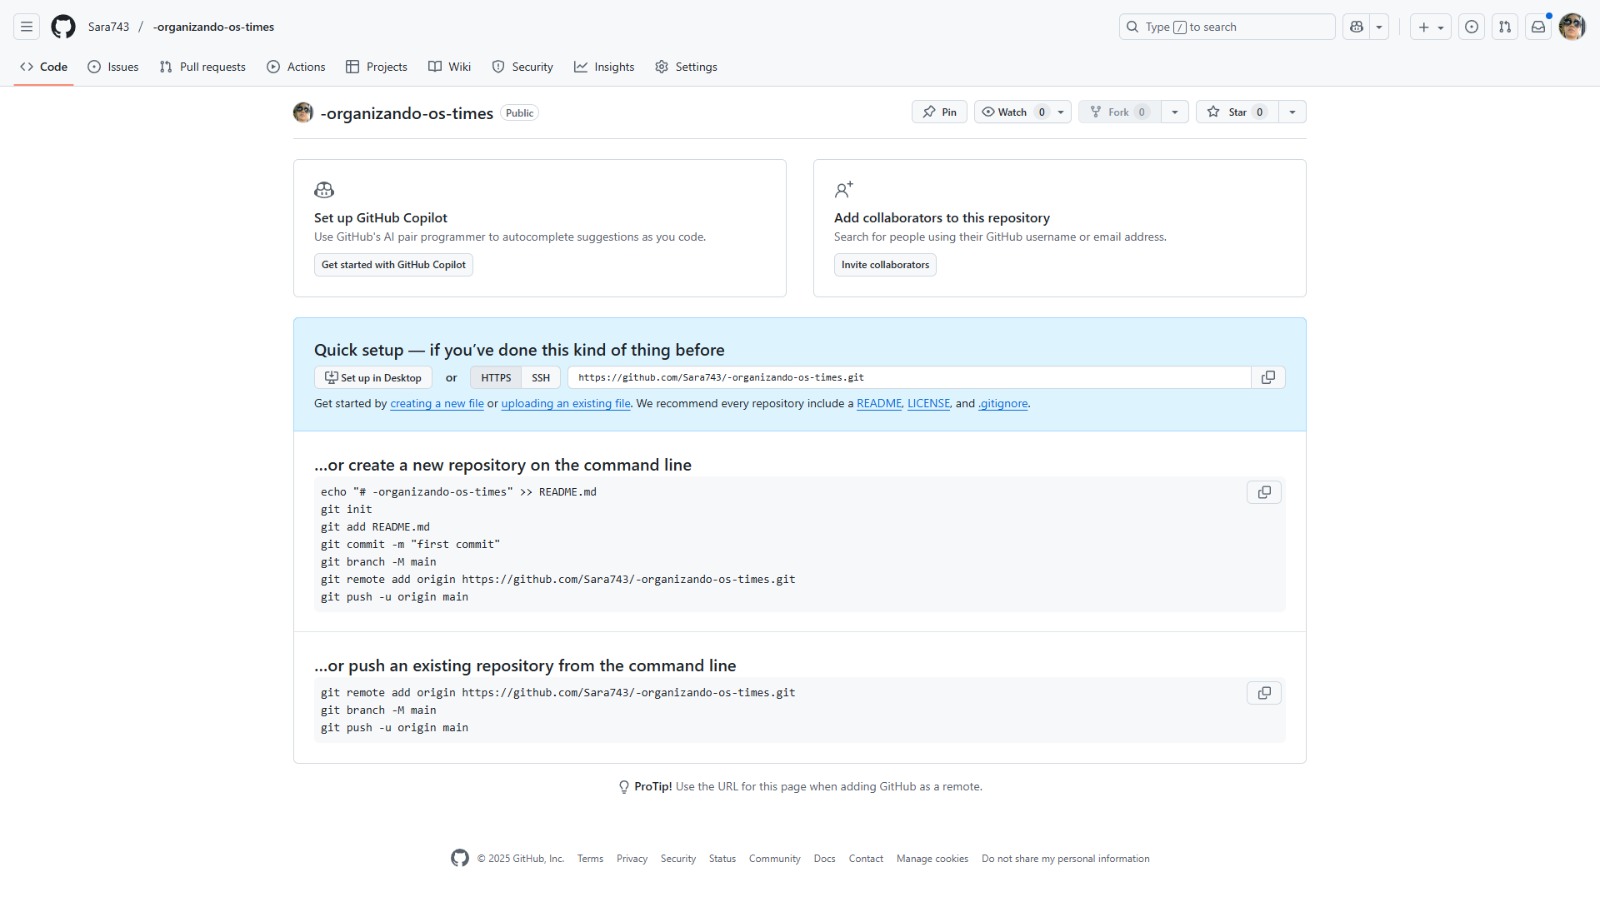 Sara743 / -organizando-os-times
Type / to search
Code Issues Pull requests Actions Projects Wiki Security Insights Settings
-organizando-os-times Public
Pin Watch 0 Fork 0 Star 0
Set up GitHub Copilot
Use GitHub's AI pair programmer to autocomplete suggestions as you code.
Get started with GitHub Copilot
Add collaborators to this repository
Search for people using their GitHub username or email address.
Invite collaborators
Quick setup — if you’ve done this kind of thing before
Set up in Desktop or HTTPS SSH https://github.com/Sara743/-organizando-os-times.git
Get started by creating a new file or uploading an existing file. We recommend every repository include a README, LICENSE, and .gitignore.
…or create a new repository on the command line
echo "# -organizando-os-times" >> README.md
git init
git add README.md
git commit -m "first commit"
git branch -M main
git remote add origin https://github.com/Sara743/-organizando-os-times.git
git push -u origin main
…or push an existing repository from the command line
git remote add origin https://github.com/Sara743/-organizando-os-times.git
git branch -M main
git push -u origin main
ProTip! Use the URL for this page when adding GitHub as a remote.
© 2025 GitHub, Inc. Terms Privacy Security Status Community Docs Contact Manage cookies Do not share my personal information